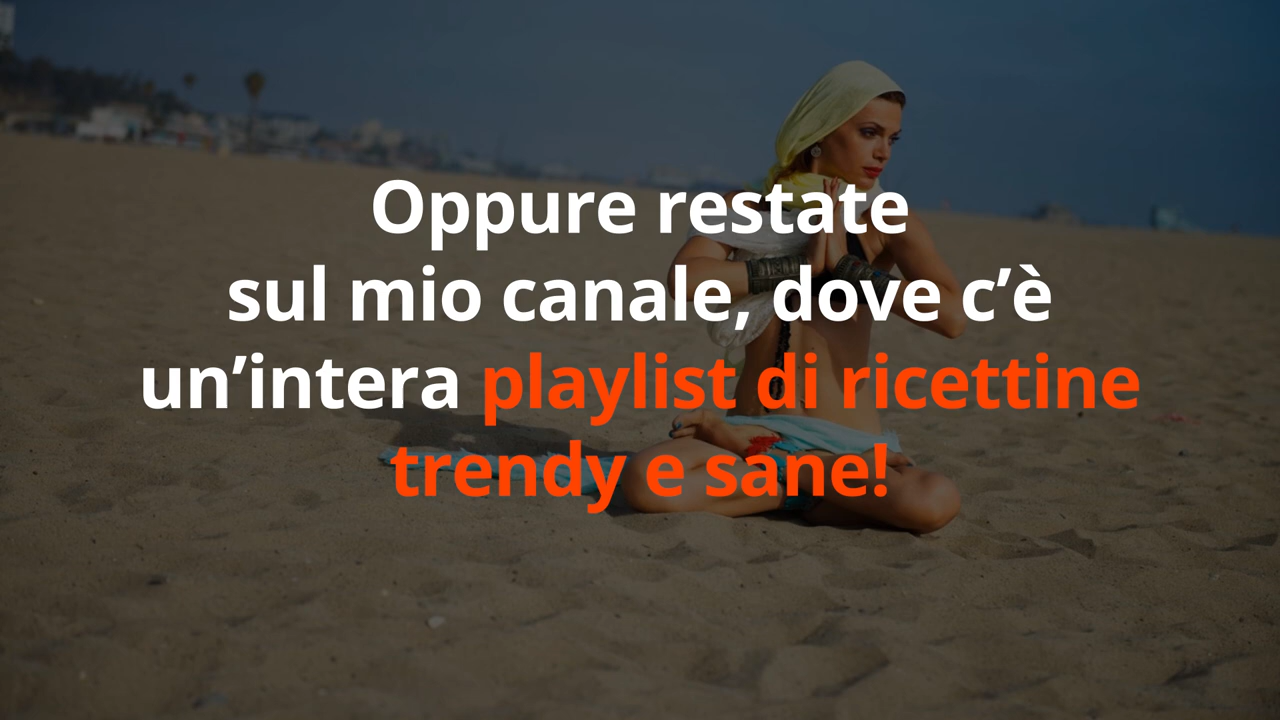 Oppure restate
sul mio canale, dove c’è
un’intera playlist di ricettine
trendy e sane!